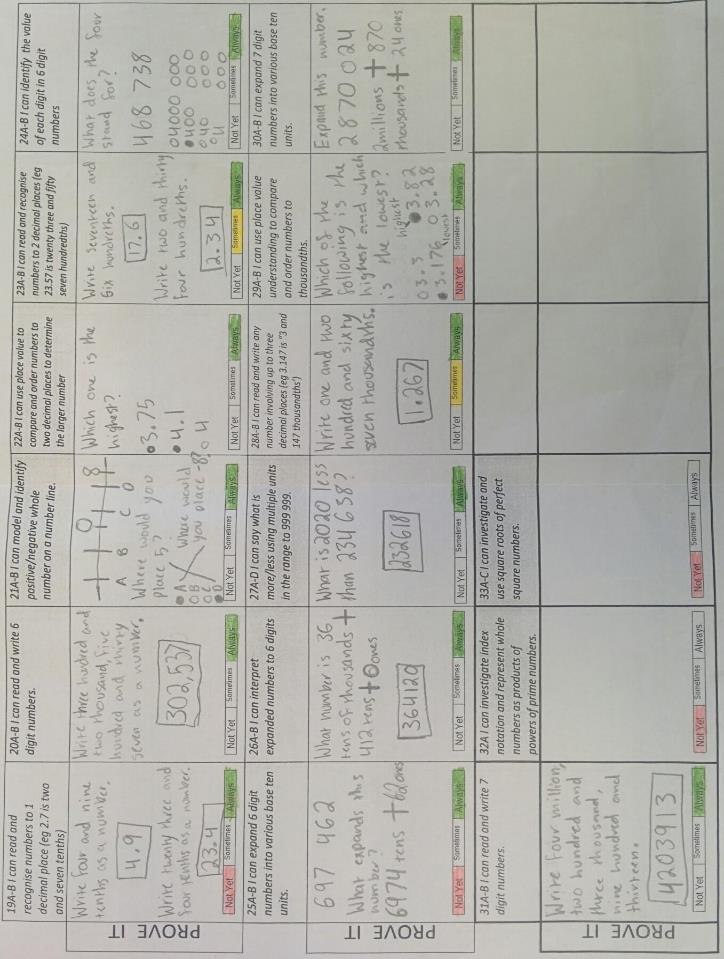 19A-B I can read and
recognise numbers to 1
decimal place (eg 2.7 is two
and seven tenths)
20A-B I can read and write 6
digit numbers.
21A-B I can model and identify
positive/negative whole
number on a number line.
22A-B I can use place value to
compare and order numbers to
two decimal places to determine
the larger number
23A-B I can read and recognise
numbers to 2 decimal places (eg
23.57 is twenty three and fifty
seven hundredths)
24A-B I can identify the value
of each digit in 6 digit
numbers
PROVE IT
Write four and nine
tenths as a number.
4.9
Write twenty three and
four tenths as a number.
23.4
Not Yet Sometimes Always
Write three hundred and
two thousand, five
hundred and thirty
seven as a number.
302,537
Not Yet Sometimes Always
0 8
A B C D
Where would you
place 5?
A Where would
B you place -8?
C
D
Not Yet Sometimes Always
Which one is the
highest?
3.75
4.1
04
Not Yet Sometimes Always
Write seventeen and
six hundreths.
17.6
Write two and thirty
four hundreths.
2.34
Not Yet Sometimes Always
What does the four
stand for?
468 738
04000 000
400 000
040 000
04 000
Not Yet Sometimes Always
25A-B I can expand 6 digit
numbers into various base ten
units.
26A-B I can interpret
expanded numbers to 6 digits
27A-D I can say what is
more/less using multiple units
in the range to 999 999.
28A-B I can read and write any
number involving up to three
decimal places (eg 3.147 is "3 and
147 thousandths')
29A-B I can use place value
understanding to compare
and order numbers to
thousandths.
30A-B I can expand 7 digit
numbers into various base ten
units.
PROVE IT
697 462
What expands this
number?
6974 tens + 62 ones
Not Yet Sometimes Always
What number is 36
tens of thousands +
412 tens + 0 ones
364120
Not Yet Sometimes Always
What is 2020 less
than 234 638?
232618
Not Yet Sometimes Always
Write one and two
hundred and sixty
seven thousandths.
1.267
Not Yet Sometimes Always
Which of the
following is the
highest and which
is the lowest?
highest
03.3 3.82
3.176 03.28
lowest
Not Yet Sometimes Always
Expand this number.
2870 024
2 millions + 870
thousands + 24 ones
Not Yet Sometimes Always
31A-B I can read and write 7
digit numbers.
32A I can investigate index
notation and represent whole
numbers as products of
powers of prime numbers.
33A-C I can investigate and
use square roots of perfect
square numbers.
PROVE IT
Write four million,
two hundred and
three thousand,
nine hundred and
thirteen.
4203913
Not Yet Sometimes Always
Not Yet Sometimes Always
Not Yet Sometimes Always